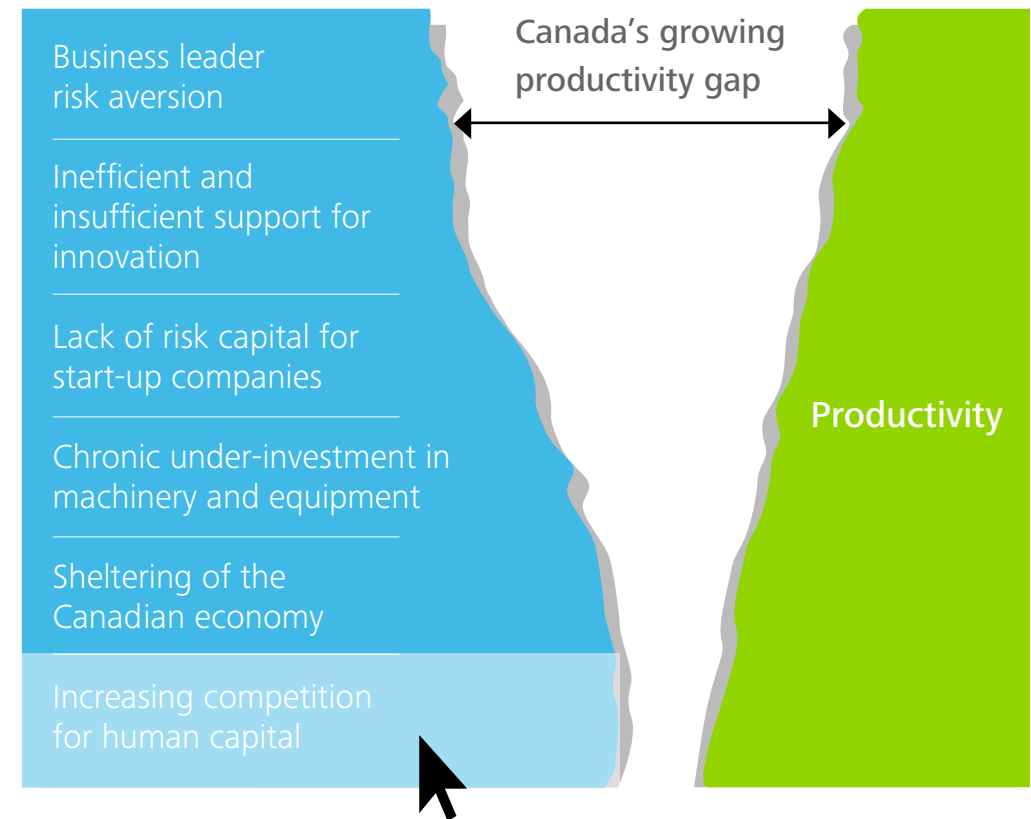 Business leader
risk aversion
Canada’s growing
productivity gap
Inefficient and
insufficient support for
innovation
Lack of risk capital for
start-up companies
Chronic under-investment in
machinery and equipment
Sheltering of the
Canadian economy
Increasing competition
for human capital
Productivity